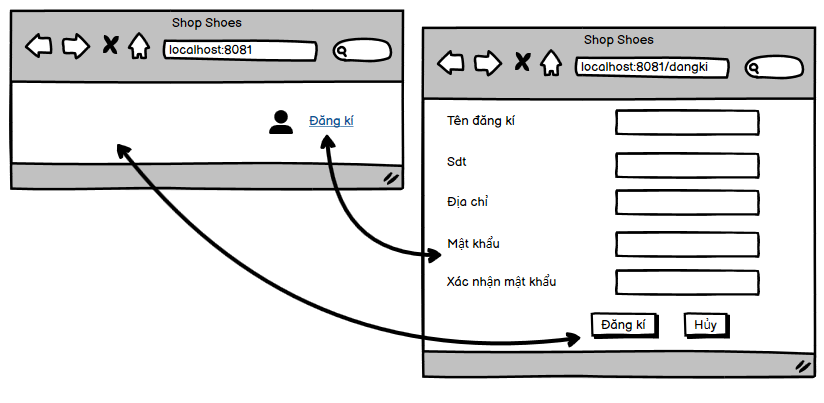 Shop Shoes
localhost:8081
Đăng kí
Shop Shoes
localhost:8081/dangki
Tên đăng kí
Sdt
Địa chỉ
Mật khẩu
Xác nhận mật khẩu
Đăng kí
Hủy